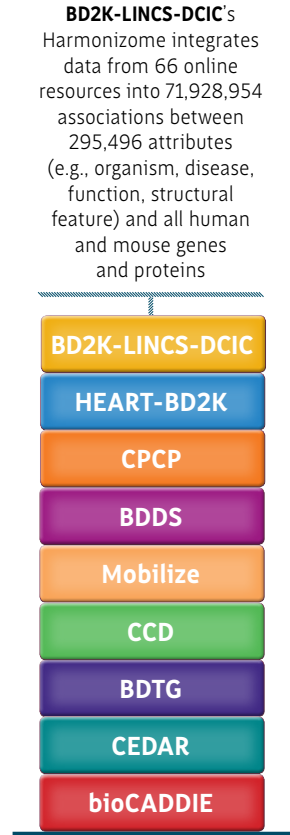 BD2K-LINCS-DCIC's
Harmonizome integrates
data from 66 online
resources into 71,928,954
associations between
295,496 attributes
(e.g., organism, disease,
function, structural
feature) and all human
and mouse genes
and proteins
BD2K-LINCS-DCIC
HEART-BD2K
CPCP
BDDS
Mobilize
CCD
BDTG
CEDAR
bioCADDIE